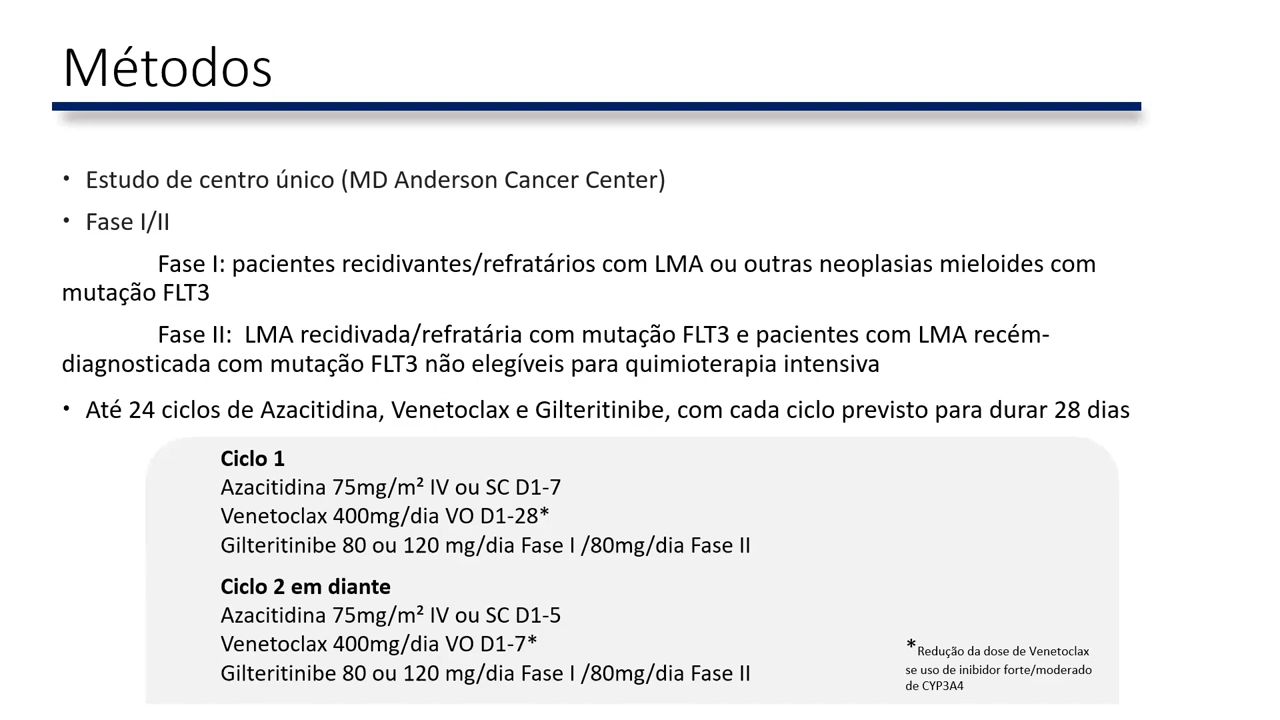 Métodos
• Estudo de centro único (MD Anderson Cancer Center)
• Fase I/II
Fase I: pacientes recidivantes/refratários com LMA ou outras neoplasias mieloides com
mutação FLT3
Fase II:  LMA recidivada/refratária com mutação FLT3 e pacientes com LMA recém-
diagnosticada com mutação FLT3 não elegíveis para quimioterapia intensiva
• Até 24 ciclos de Azacitidina, Venetoclax e Gilteritinibe, com cada ciclo previsto para durar 28 dias
Ciclo 1
Azacitidina 75mg/m² IV ou SC D1-7
Venetoclax 400mg/dia VO D1-28*
Gilteritinibe 80 ou 120 mg/dia Fase I /80mg/dia Fase II
Ciclo 2 em diante
Azacitidina 75mg/m² IV ou SC D1-5
Venetoclax 400mg/dia VO D1-7*
Gilteritinibe 80 ou 120 mg/dia Fase I /80mg/dia Fase II
*Redução da dose de Venetoclax
se uso de inibidor forte/moderado
de CYP3A4